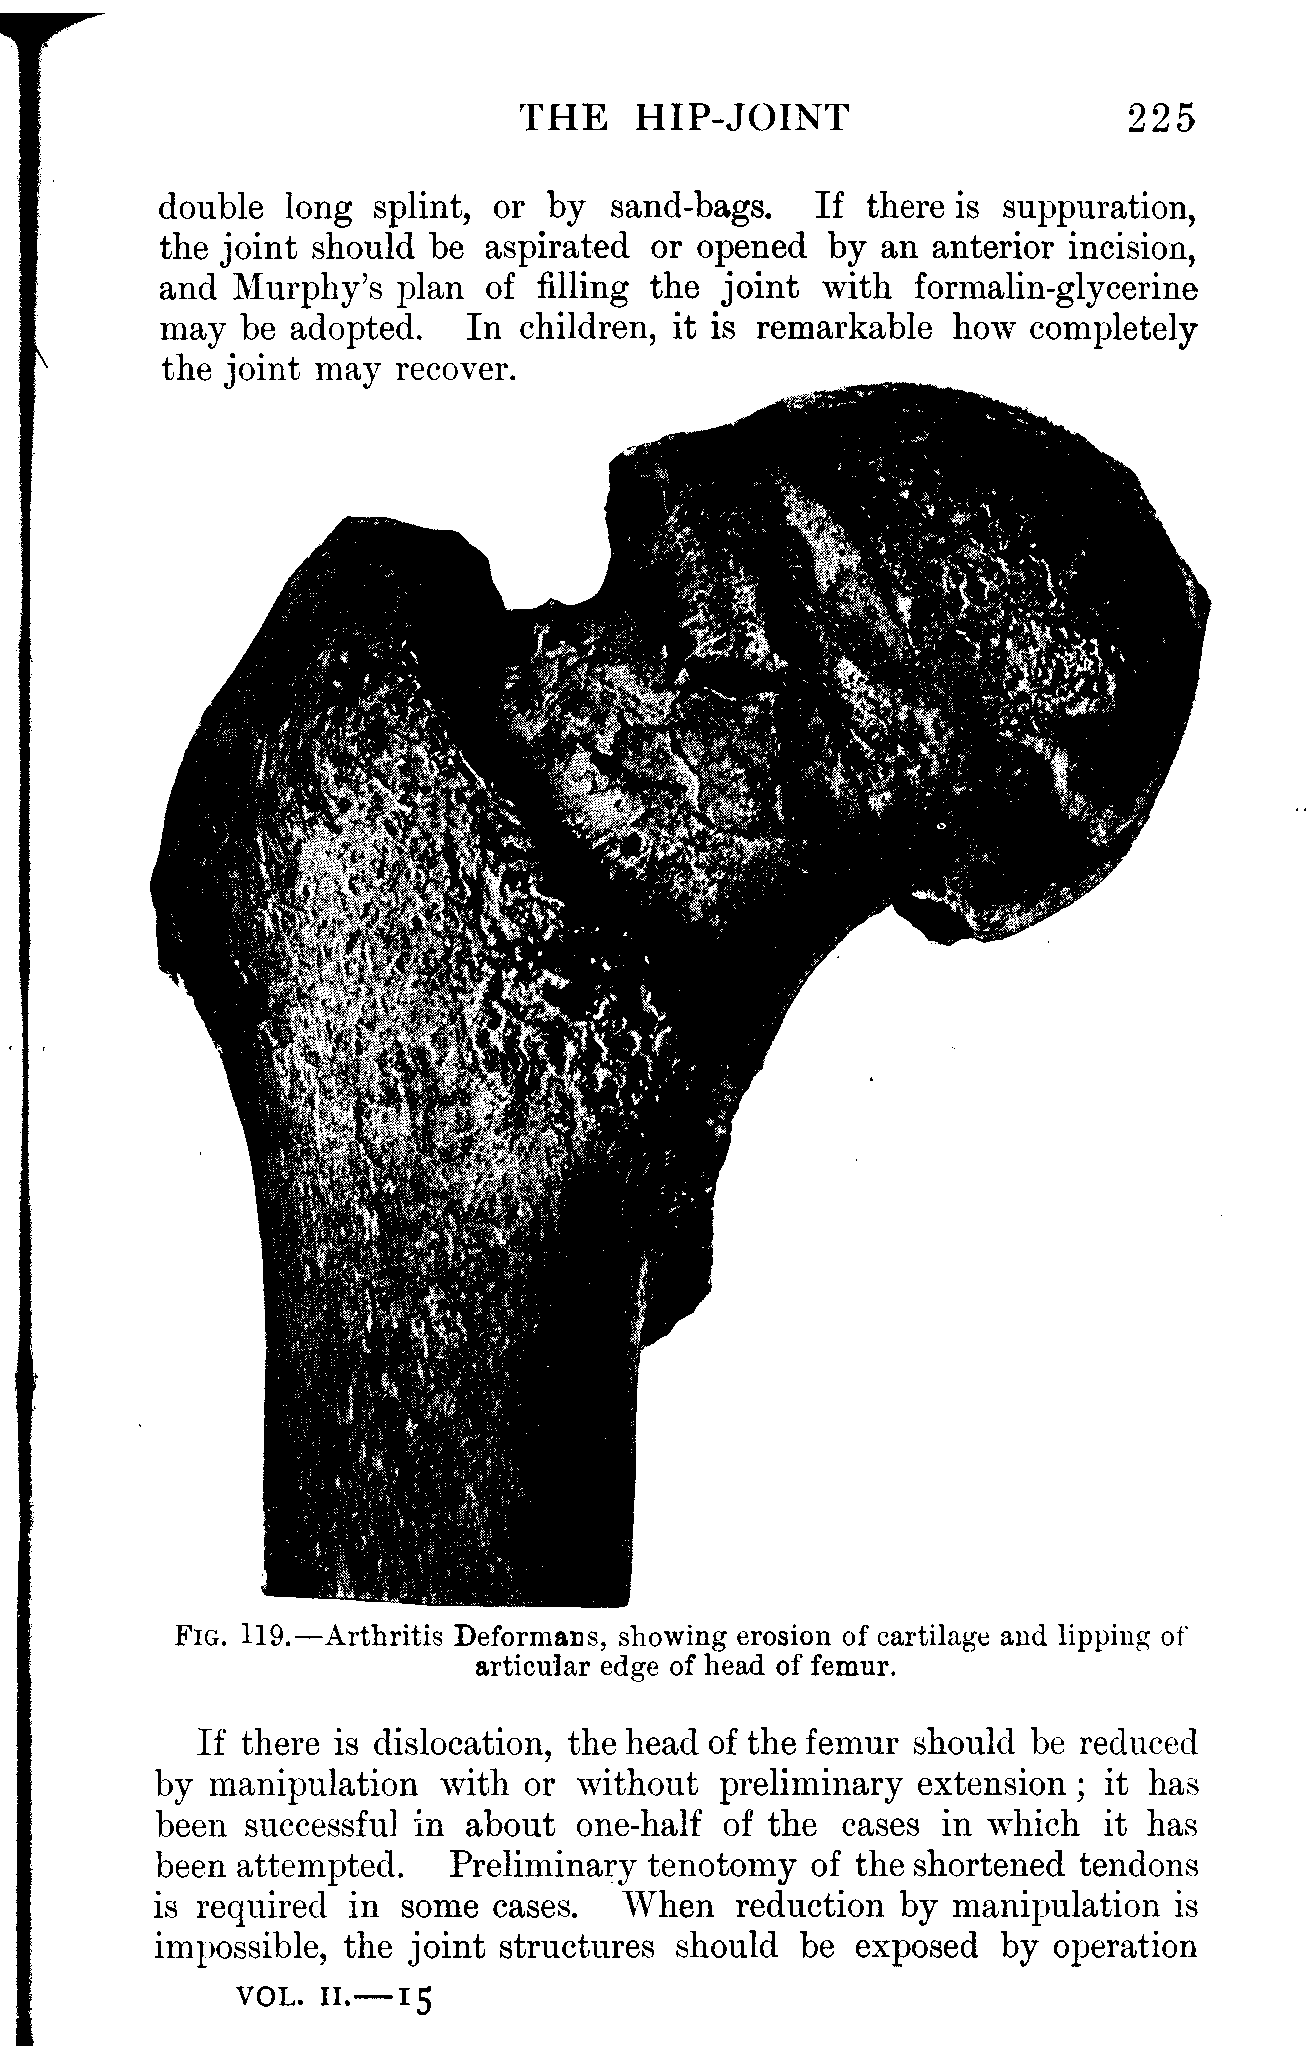 THE HIP-JOINT 225
double long splint, or by sand-bags. If there is suppuration,
the joint should be aspirated or opened by an anterior incision,
and Murphy's plan of filling the joint with formalin-glycerine
may be adopted. In children, it is remarkable how completely
the joint may recover.
FIG. 119.—Arthritis Deformans, showing erosion of cartilage and lipping of
articular edge of head of femur.
If there is dislocation, the head of the femur should be reduced
by manipulation with or without preliminary extension ; it has
been successful in about one-half of the cases in which it has
been attempted. Preliminary tenotomy of the shortened tendons
is required in some cases. When reduction by manipulation is
impossible, the joint structures should be exposed by operation
VOL. II.—15